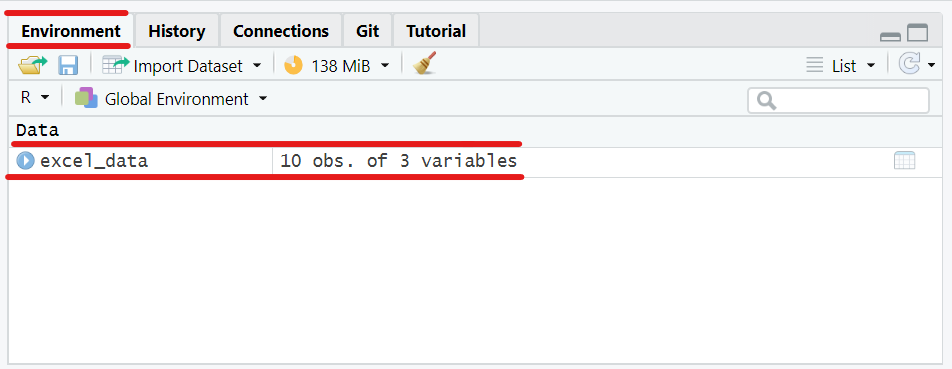 Environment History Connections Git Tutorial
Import Dataset 138 MiB List
R Global Environment
Data
excel_data 10 obs. of 3 variables